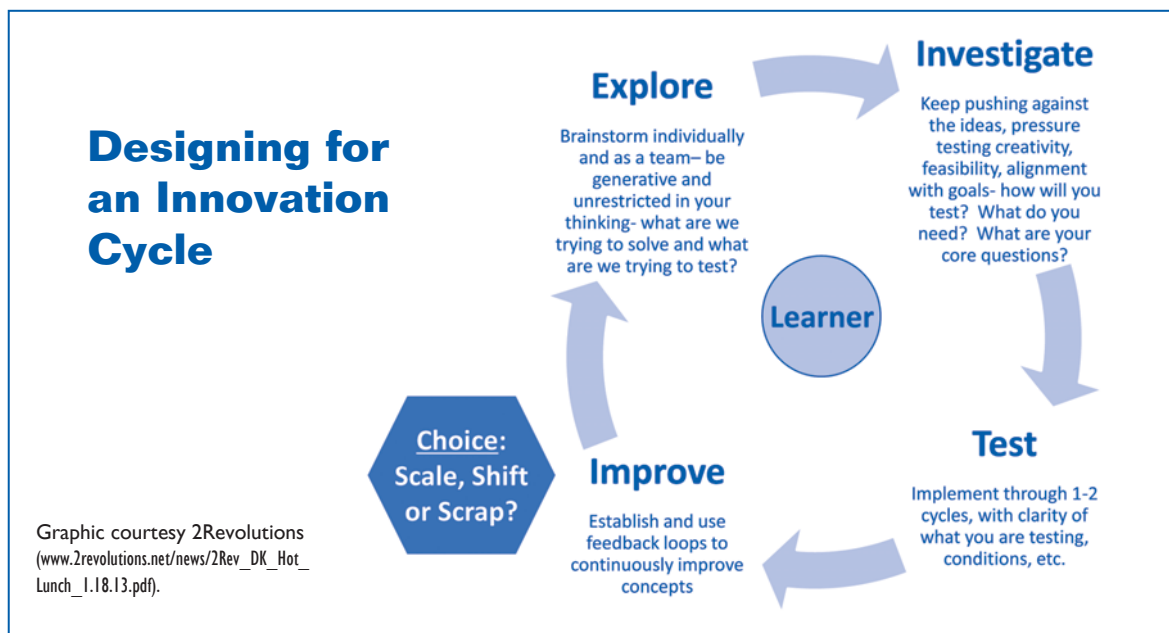 Designing for
an Innovation
Cycle
Explore
Brainstorm individually
and as a team– be
generative and
unrestricted in your
thinking- what are we
trying to solve and what
are we trying to test?
Investigate
Keep pushing against
the ideas, pressure
testing creativity,
feasibility, alignment
with goals- how will you
test?  What do you
need?  What are your
core questions?
Learner
Test
Implement through 1-2
cycles, with clarity of
what you are testing,
conditions, etc.
Improve
Establish and use
feedback loops to
continuously improve
concepts
Choice:
Scale, Shift
or Scrap?
Graphic courtesy 2Revolutions
(www.2revolutions.net/news/2Rev_DK_Hot_
Lunch_1.18.13.pdf).